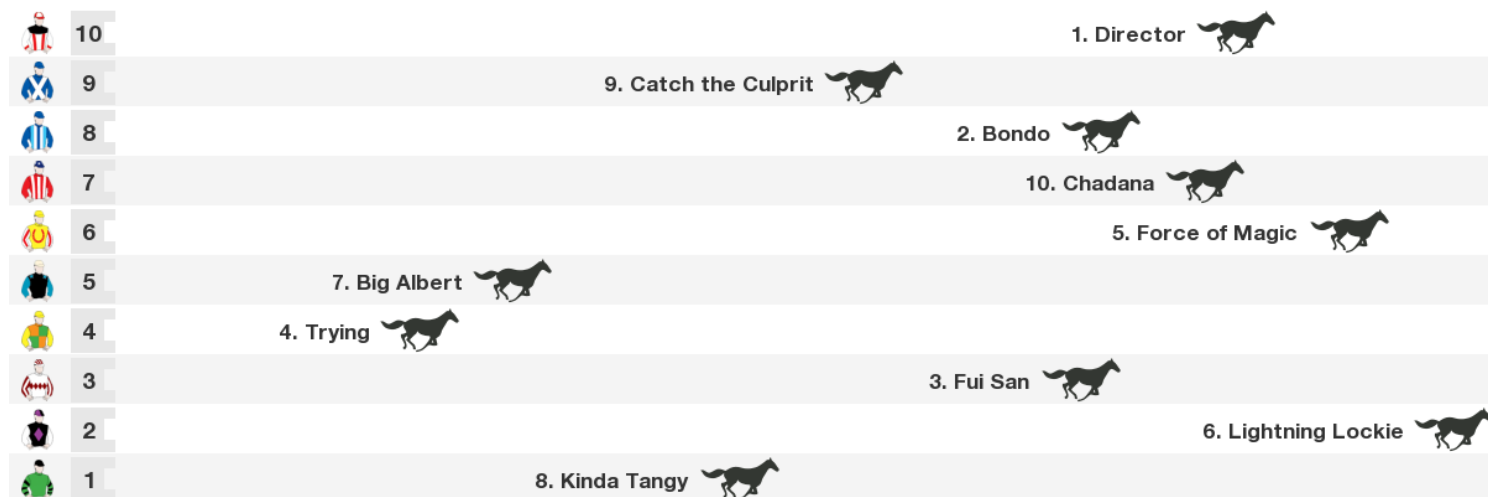 10 1. Director
9 9. Catch the Culprit
8 2. Bondo
7 10. Chadana
6 5. Force of Magic
5 7. Big Albert
4 4. Trying
3 3. Fui San
2 6. Lightning Lockie
1 8. Kinda Tangy